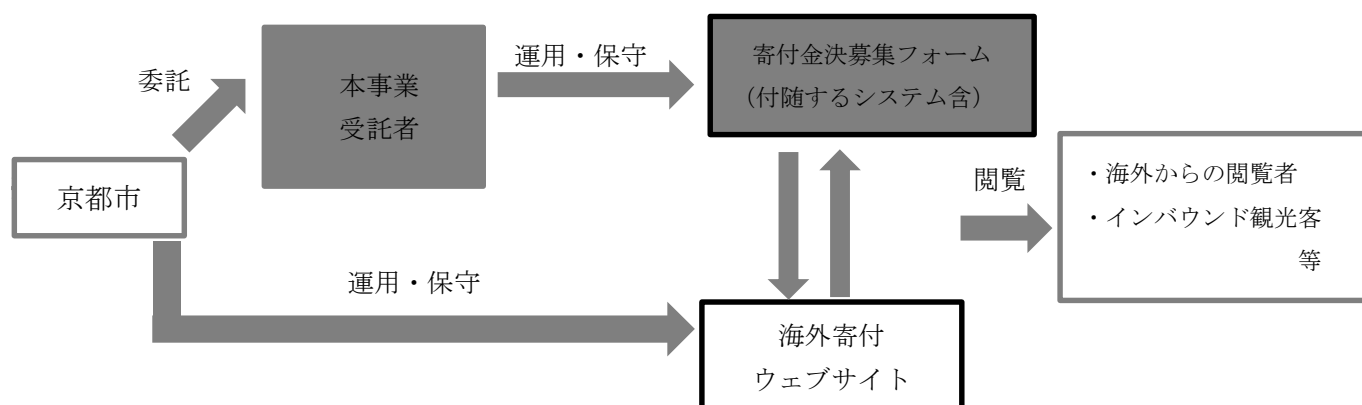 委託
本事業
受託者
運用・保守
寄付金決募集フォーム
（付随するシステム含）
京都市
運用・保守
閲覧
・海外からの閲覧者
・インバウンド観光客
等
海外寄付
ウェブサイト